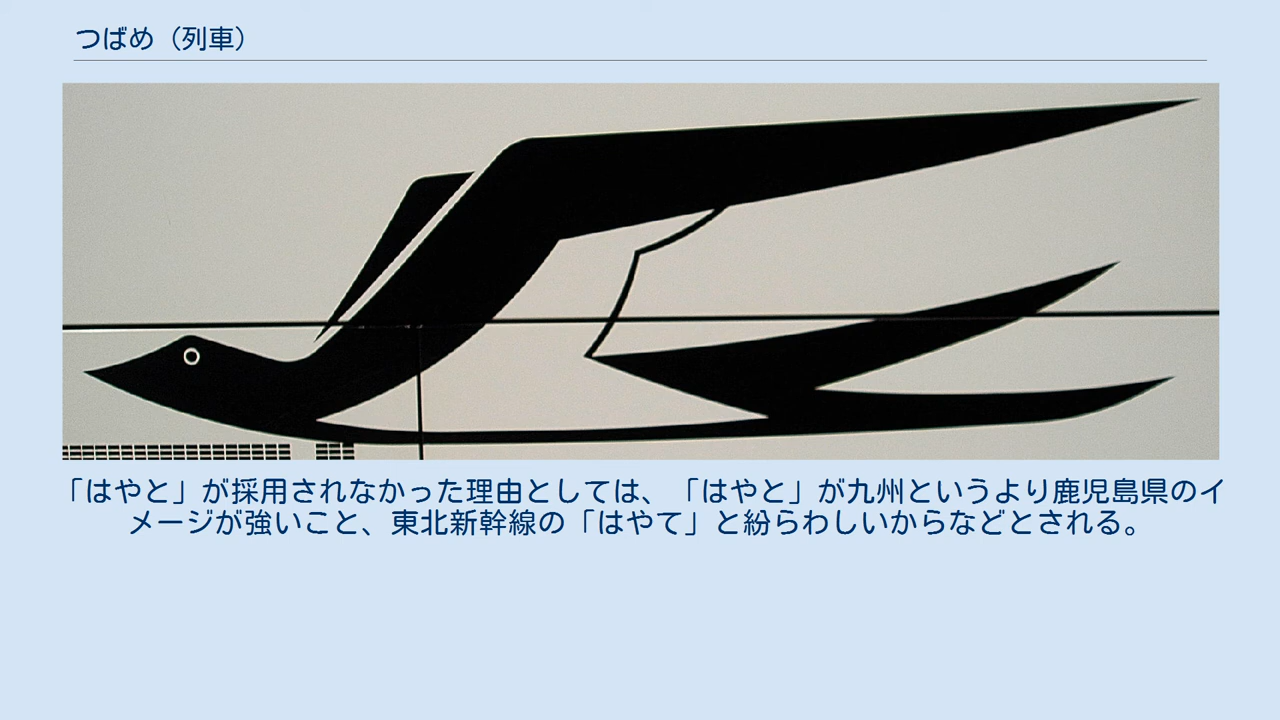 つばめ（列車）
「はやと」が採用されなかった理由としては、「はやと」が九州というより鹿児島県のイ
メージが強いこと、東北新幹線の「はやて」と紛らわしいからなどとされる。